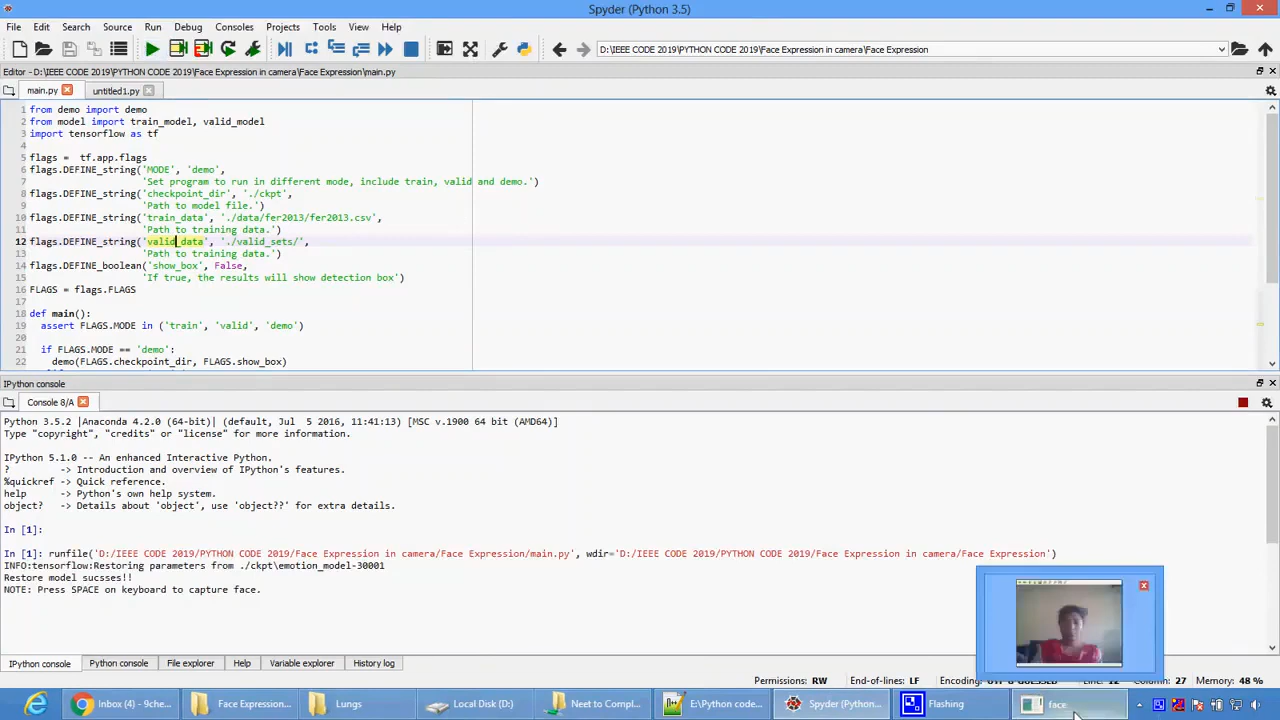 Spyder (Python 3.5)
File Edit Search Source Run Debug Consoles Projects Tools View Help
D:\IEEE CODE 2019\PYTHON CODE 2019\Face Expression in camera\Face Expression
Editor - D:\IEEE CODE 2019\PYTHON CODE 2019\Face Expression in camera\Face Expression\main.py
main.py untitled1.py
1 from demo import demo
2 from model import train_model, valid_model
3 import tensorflow as tf
4
5 flags =  tf.app.flags
6 flags.DEFINE_string('MODE', 'demo',
7 'Set program to run in different mode, include train, valid and demo.')
8 flags.DEFINE_string('checkpoint_dir', './ckpt',
9 'Path to model file.')
10 flags.DEFINE_string('train_data', './data/fer2013/fer2013.csv',
11 'Path to training data.')
12 flags.DEFINE_string('valid_data', './valid_sets/',
13 'Path to training data.')
14 flags.DEFINE_boolean('show_box', False,
15 'If true, the results will show detection box')
16 FLAGS = flags.FLAGS
17
18 def main():
19 assert FLAGS.MODE in ('train', 'valid', 'demo')
20
21 if FLAGS.MODE == 'demo':
22 demo(FLAGS.checkpoint_dir, FLAGS.show_box)
IPython console
Console 8/A
Python 3.5.2 |Anaconda 4.2.0 (64-bit)| (default, Jul  5 2016, 11:41:13) [MSC v.1900 64 bit (AMD64)]
Type "copyright", "credits" or "license" for more information.
IPython 5.1.0 -- An enhanced Interactive Python.
? -> Introduction and overview of IPython's features.
%quickref -> Quick reference.
help -> Python's own help system.
object? -> Details about 'object', use 'object??' for extra details.
In [1]:
In [1]: runfile('D:/IEEE CODE 2019/PYTHON CODE 2019/Face Expression in camera/Face Expression/main.py', wdir='D:/IEEE CODE 2019/PYTHON CODE 2019/Face Expression in camera/Face Expression')
INFO:tensorflow:Restoring parameters from ./ckpt\emotion_model-30001
Restore model sucsses!!
NOTE: Press SPACE on keyboard to capture face.
IPython console Python console File explorer Help Variable explorer History log
Permissions: RW End-of-lines: LF Encoding: Line: 12 Column: 27 Memory: 48 %
Inbox (4) - 9che... Face Expression... Lungs Local Disk (D:) Neet to Compl... E:\Python code... Spyder (Python... Flashing face